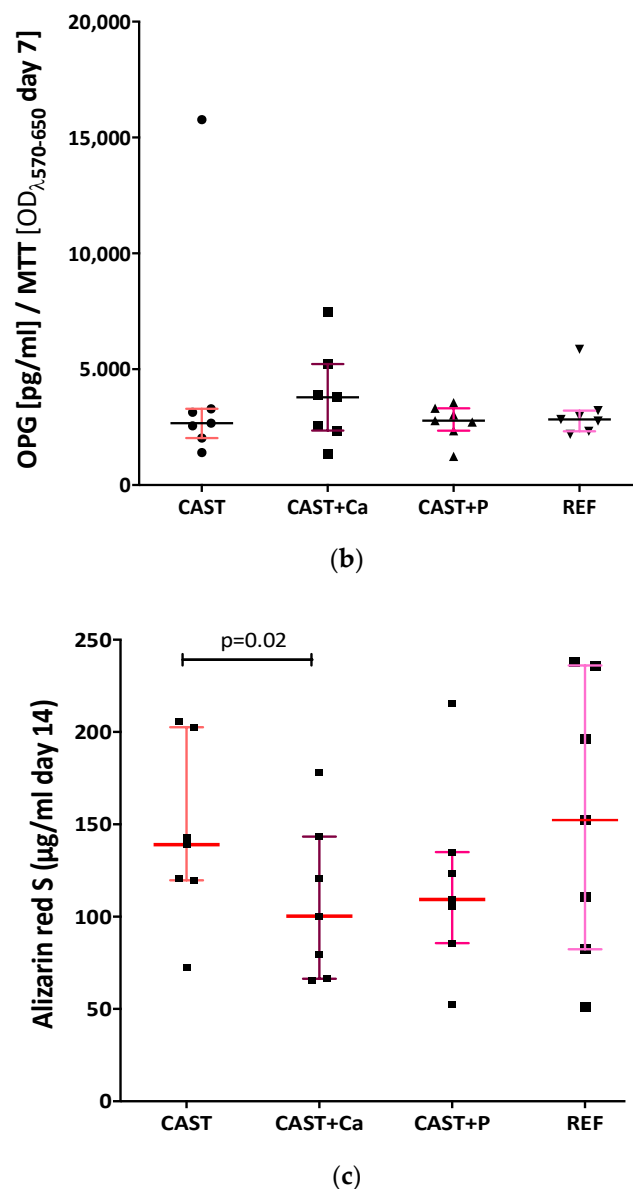 20,000
15,000
10,000
5.000
0
OPG [pg/ml] / MTT [ODλ570-650 day 7]
CAST CAST+Ca CAST+P REF
(b)
p=0.02
250
200
150
100
50
0
Alizarin red S (µg/ml day 14)
CAST CAST+Ca CAST+P REF
(c)